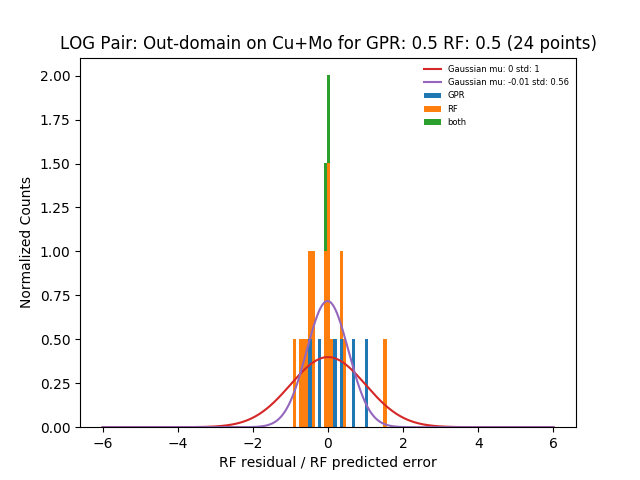 LOG Pair: Out-domain on Cu+Mo for GPR: 0.5 RF: 0.5 (24 points)
Gaussian mu: 0 std: 1
Gaussian mu: -0.01 std: 0.56
GPR
RF
both
Normalized Counts
2.00
1.75
1.50
1.25
1.00
0.75
0.50
0.25
0.00
−6 −4 −2 0 2 4 6
RF residual / RF predicted error